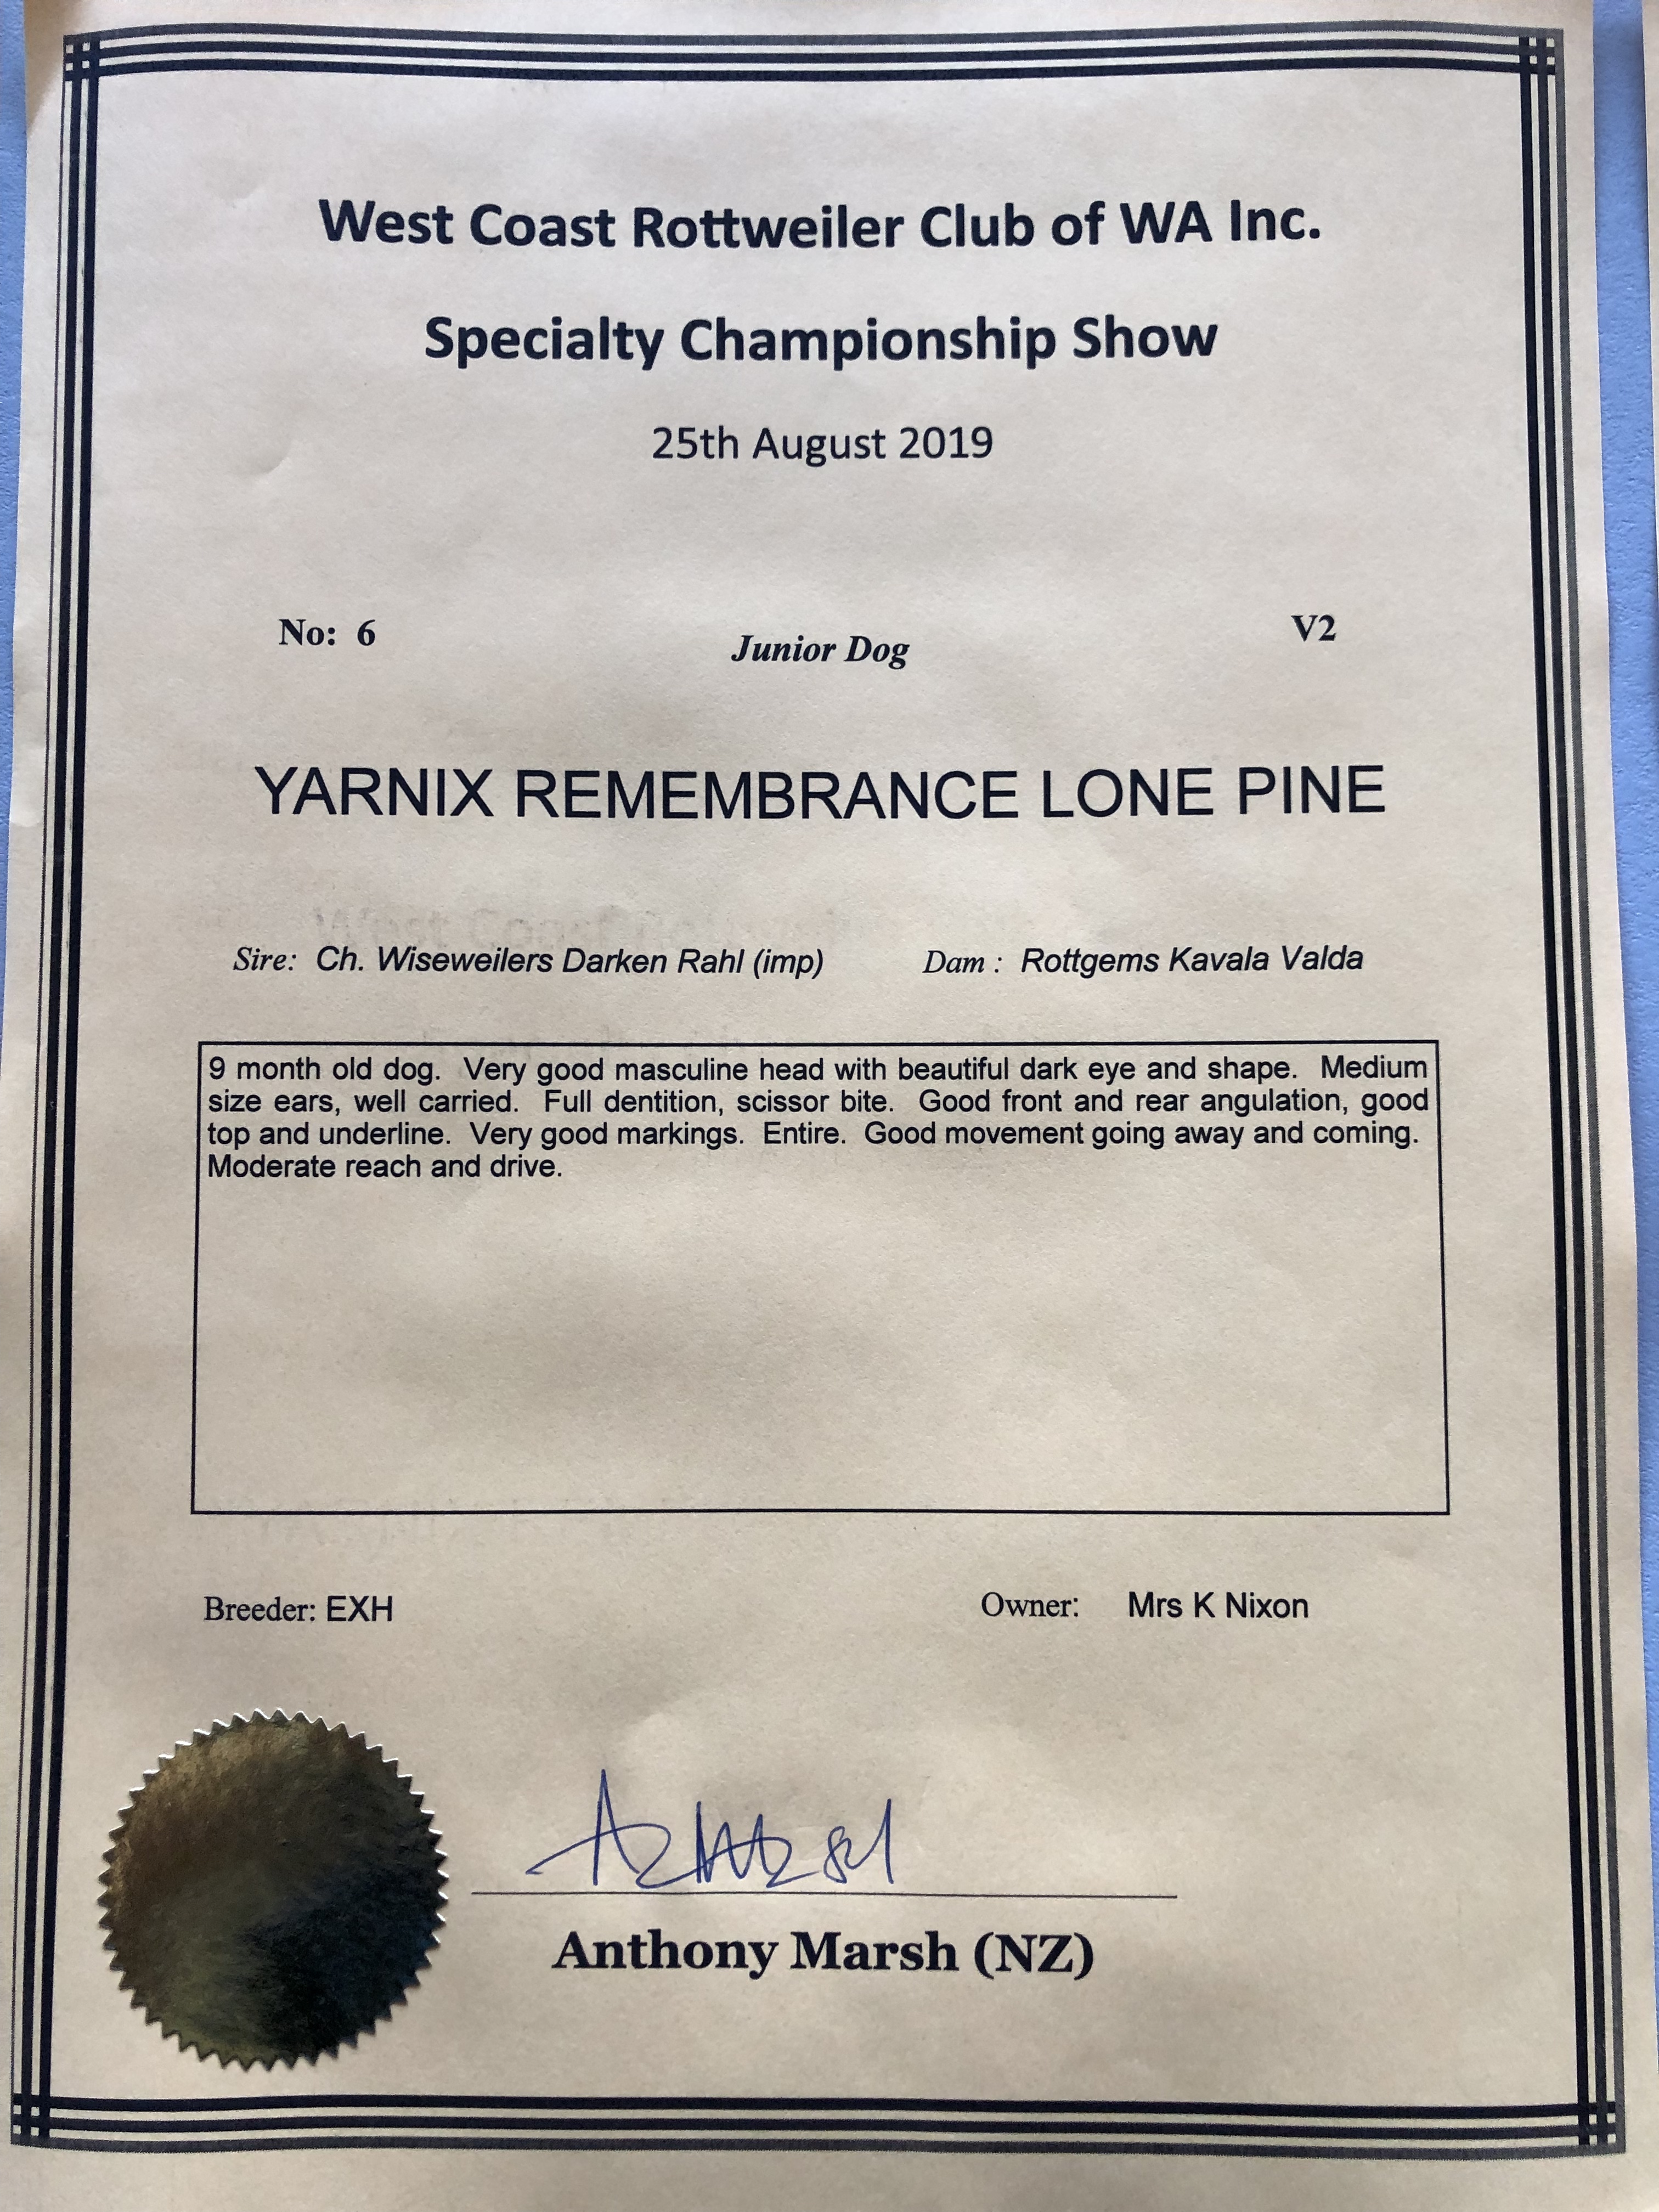 West Coast Rottweiler Club of WA Inc.
Specialty Championship Show
25th August 2019
No: 6 Junior Dog V2
YARNIX REMEMBRANCE LONE PINE
Sire: Ch. Wiseweilers Darken Rahl (imp) Dam : Rottgems Kavala Valda
9 month old dog. Very good masculine head with beautiful dark eye and shape. Medium
size ears, well carried. Full dentition, scissor bite. Good front and rear angulation, good
top and underline. Very good markings. Entire. Good movement going away and coming.
Moderate reach and drive.
Breeder: EXH Owner: Mrs K Nixon
Anthony Marsh (NZ)